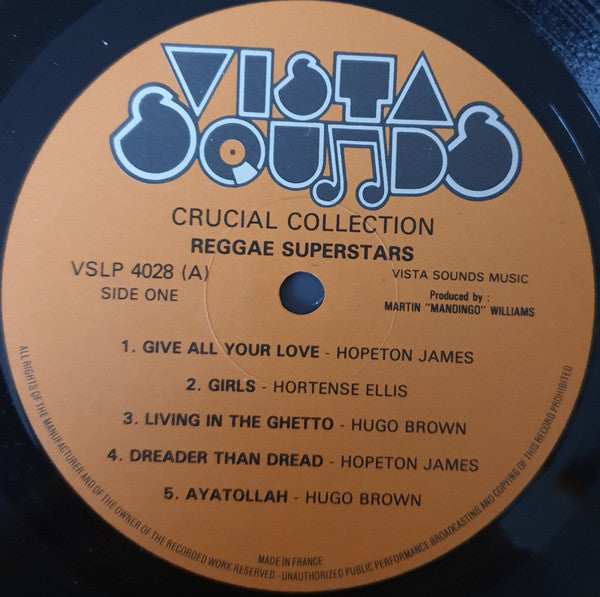 VISTA
SOUNDS
CRUCIAL COLLECTION
REGGAE SUPERSTARS
VSLP 4028 (A)
SIDE ONE
VISTA SOUNDS MUSIC
Produced by :
MARTIN "MANDINGO" WILLIAMS
1. GIVE ALL YOUR LOVE - HOPETON JAMES
2. GIRLS - HORTENSE ELLIS
3. LIVING IN THE GHETTO - HUGO BROWN
4. DREADER THAN DREAD - HOPETON JAMES
5. AYATOLLAH - HUGO BROWN
ALL RIGHTS OF THE MANUFACTURER AND OF THE OWNER OF THE RECORDED WORK RESERVED - UNAUTHORIZED PUBLIC PERFORMANCE BROADCASTING AND COPYING OF THIS RECORD PROHIBITED
MADE IN FRANCE